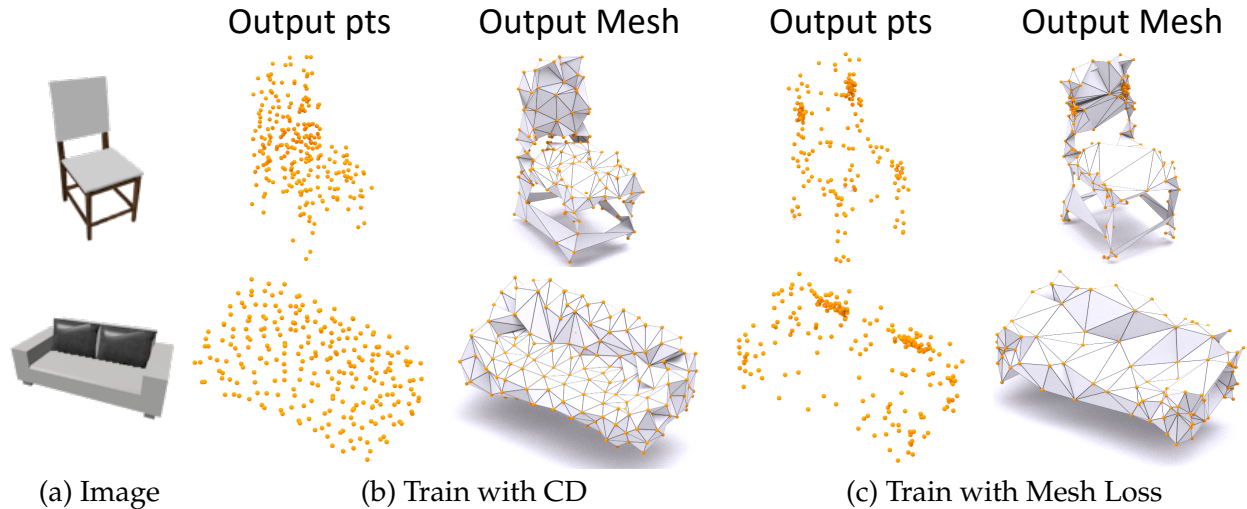 Output pts Output Mesh Output pts Output Mesh
(a) Image (b) Train with CD (c) Train with Mesh Loss